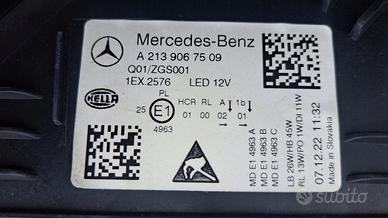 Mercedes-Benz
A 213 906 75 09
Q01/ZGS001
1EX.2576 LED 12V
HELLA
PL
25 E1 HCR RL A 1b
01 00 02 01
4963
MD E1 4963 A
MD E1 4963 B
MD E1 4963 C
LB 26W/HB 45W
RL 13W/PO 1W/DI 11W
07.12.22 11:32
Made in Slovakia
subito